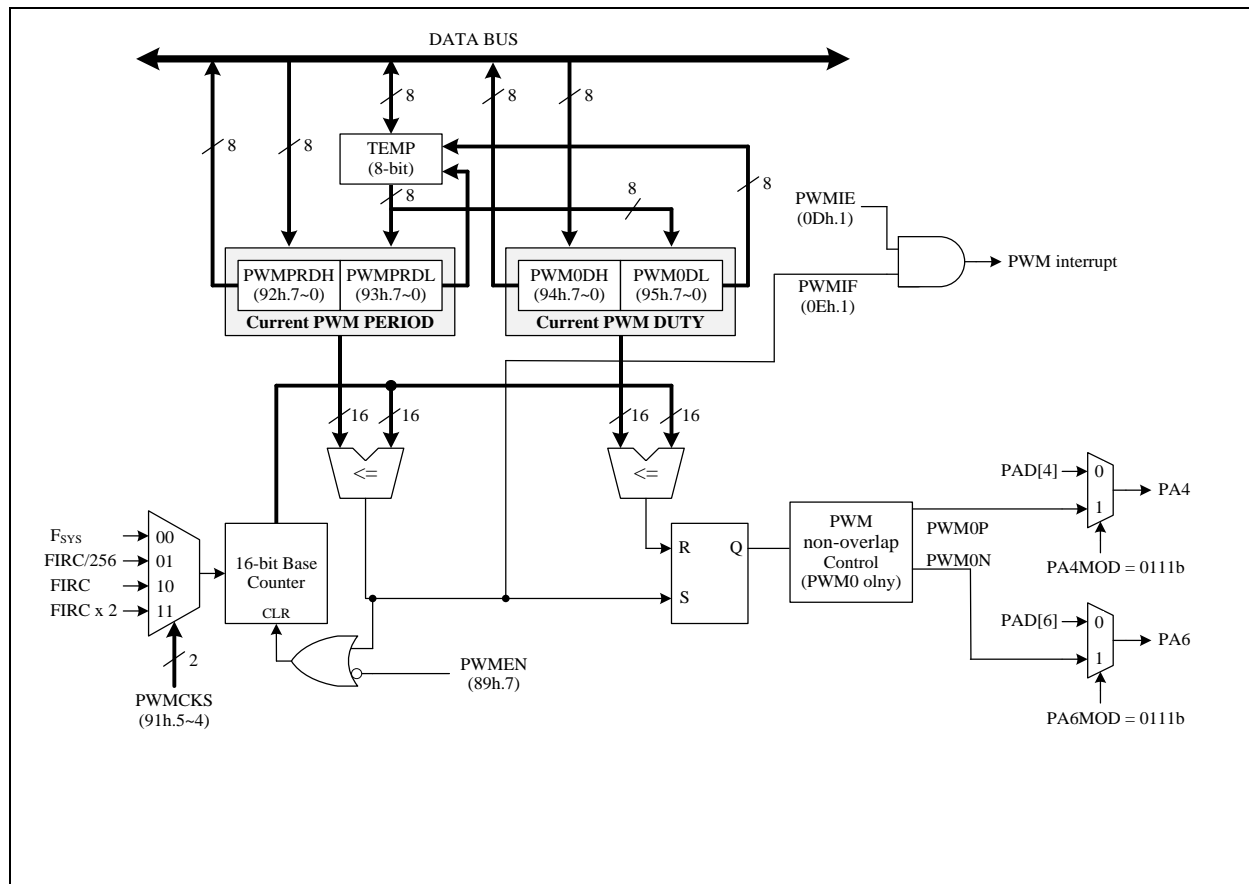 DATA BUS
8
8
8
8
8
TEMP
(8-bit)
8
8
8
PWMPRDH
(92h.7~0)
PWMPRDL
(93h.7~0)
Current PWM PERIOD
PWM0DH
(94h.7~0)
PWM0DL
(95h.7~0)
Current PWM DUTY
PWMIE
(0Dh.1)
PWMIF
(0Eh.1)
PWM interrupt
16
16
16
16
<=
<=
FSYS
FIRC/256
FIRC
FIRC x 2
00
01
10
11
2
PWMCKS
(91h.5~4)
16-bit Base
Counter
CLR
PWMEN
(89h.7)
R
S
Q
PWM
non-overlap
Control
(PWM0 olny)
PWM0P
PWM0N
PAD[4]
0
1
PA4
PA4MOD = 0111b
PAD[6]
0
1
PA6
PA6MOD = 0111b